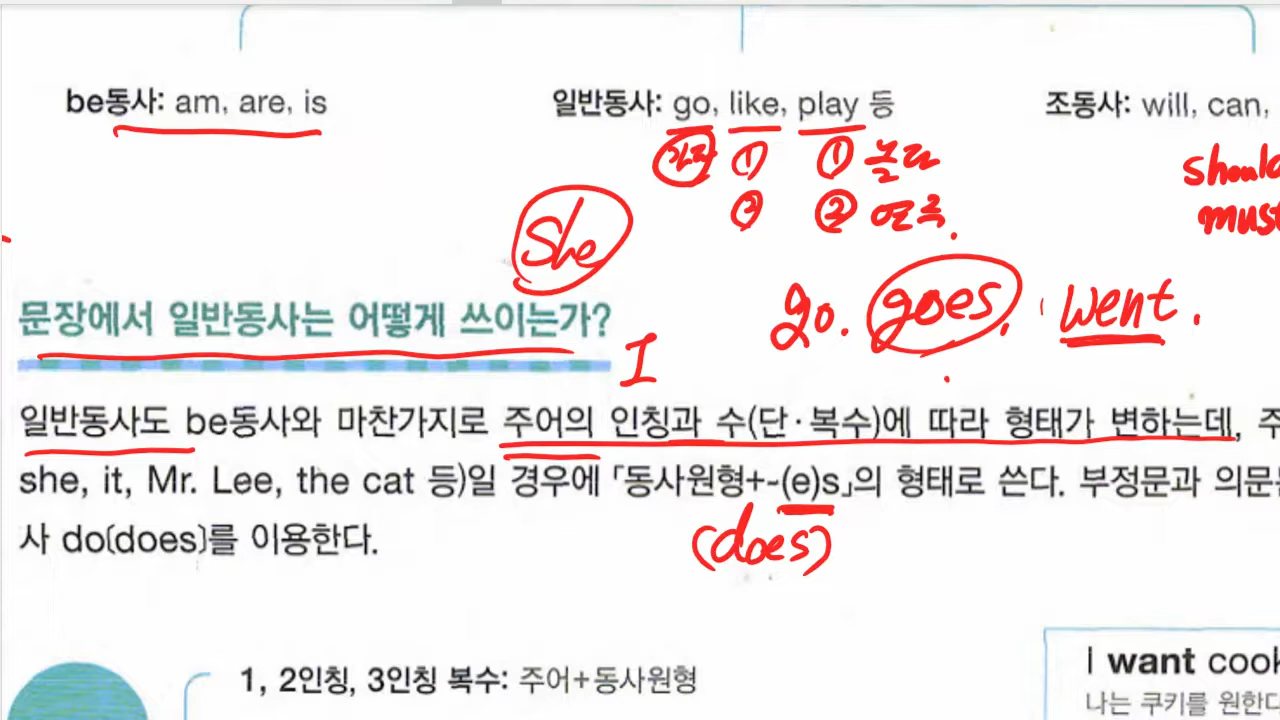 be동사: am, are, is
일반동사: go, like, play 등
조동사: will, can,
가다 ① ① 놀다
② ② 연주
should
must
She
go. goes. went.
문장에서 일반동사는 어떻게 쓰이는가?
I
일반동사도 be동사와 마찬가지로 주어의 인칭과 수(단·복수)에 따라 형태가 변하는데, 주
she, it, Mr. Lee, the cat 등)일 경우에 「동사원형+-(e)s」의 형태로 쓴다. 부정문과 의문
사 do(does)를 이용한다.
(does)
1, 2인칭, 3인칭 복수: 주어+동사원형
I want cook
나는 쿠키를 원한다